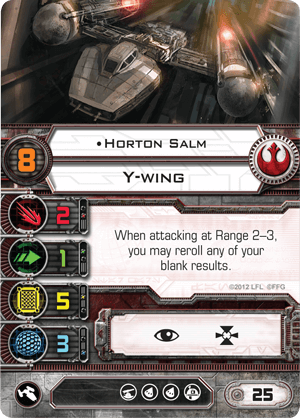 •Horton Salm
8
Y-wing
2
When attacking at Range 2–3,
you may reroll any of your
blank results.
1
©2012 LFL ©FFG
5
3
25